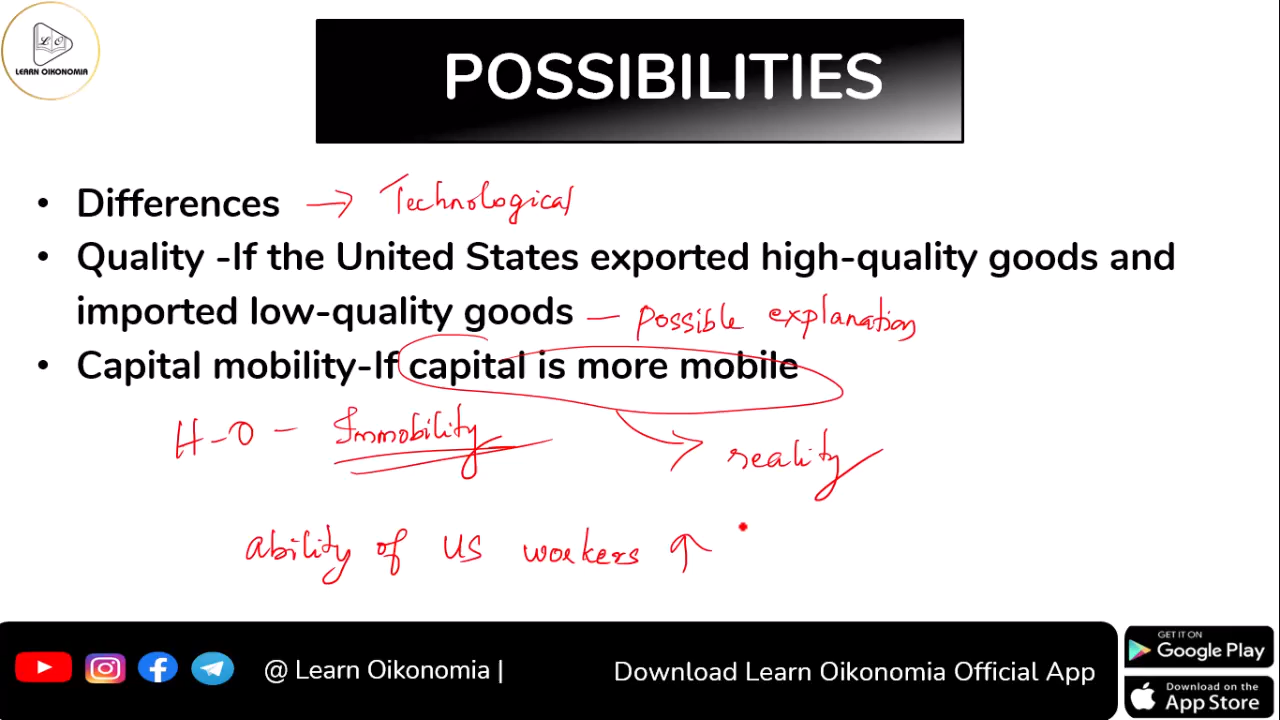 LO
LEARN OIKONOMIA
POSSIBILITIES
• Differences → Technological
• Quality -If the United States exported high-quality goods and
imported low-quality goods – possible explanation
• Capital mobility-If capital is more mobile
H-O – Immobility
reality
ability of US workers ↑
@ Learn Oikonomia |
Download Learn Oikonomia Official App
GET IT ON
Google Play
Download on the
App Store